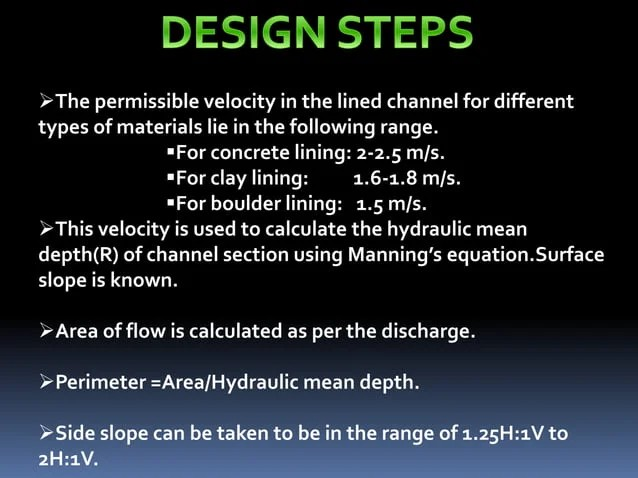 DESIGN STEPS
➢The permissible velocity in the lined channel for different
types of materials lie in the following range.
▪For concrete lining: 2-2.5 m/s.
▪For clay lining: 1.6-1.8 m/s.
▪For boulder lining: 1.5 m/s.
➢This velocity is used to calculate the hydraulic mean
depth(R) of channel section using Manning’s equation.Surface
slope is known.
➢Area of flow is calculated as per the discharge.
➢Perimeter =Area/Hydraulic mean depth.
➢Side slope can be taken to be in the range of 1.25H:1V to
2H:1V.